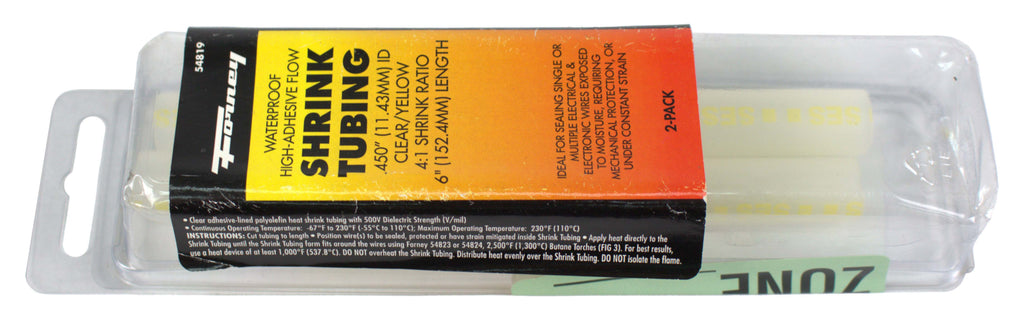 54819
Forney
WATERPROOF
HIGH-ADHESIVE FLOW
SHRINK
TUBING
.450" (11.43MM) ID
CLEAR/YELLOW
4:1 SHRINK RATIO
6" (152.4MM) LENGTH
IDEAL FOR SEALING SINGLE OR
MULTIPLE ELECTRICAL &
ELECTRONIC WIRES EXPOSED
TO MOISTURE, REQUIRING
MECHANICAL PROTECTION, OR
UNDER CONSTANT STRAIN
2-PACK
• Clear adhesive-lined polyolefin heat shrink tubing with 500V Dielectric Strength (V/mil)
• Continuous Operating Temperature: -67°F to 230°F (-55°C to 110°C); Maximum Operating Temperature: 230°F (110°C)
INSTRUCTIONS: Cut tubing to length • Position wire(s) to be sealed, protected or have strain mitigated inside Shrink Tubing • Apply heat directly to the
Shrink Tubing until the Shrink Tubing form fits around the wires using Forney 54823 or 54824, 2,500°F (1,300°C) Butane Torches (FIG 3). For best results,
use a heat device of at least 1,000°F (537.8°C). DO NOT overheat the Shrink Tubing. Distribute heat evenly over the Shrink Tubing. DO NOT isolate the flame.
ZONE